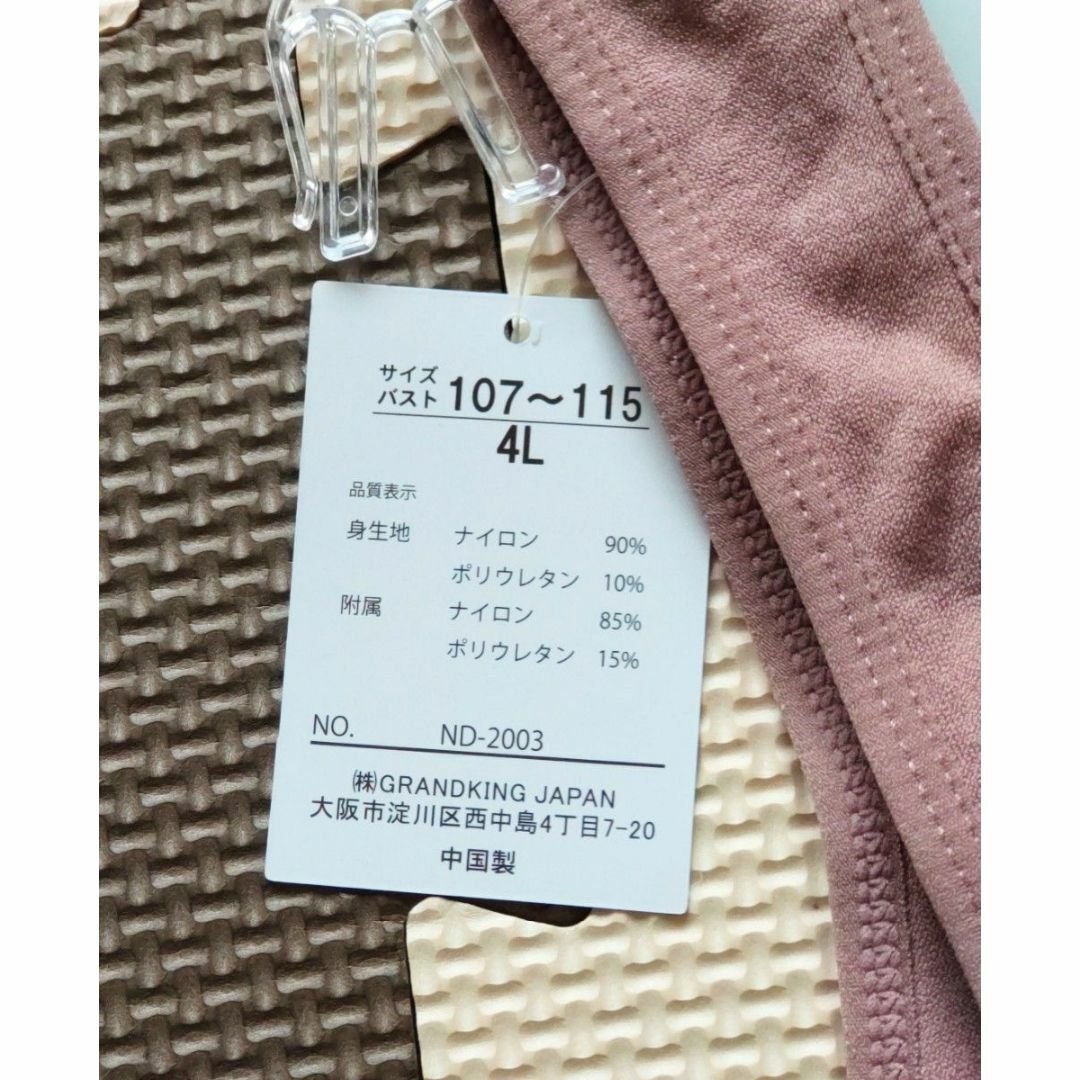 サイズ
バスト 107～115
4L
品質表示
身生地 ナイロン 90%
ポリウレタン 10%
附属 ナイロン 85%
ポリウレタン 15%
NO. ND-2003
㈱GRANDKING JAPAN
大阪市淀川区西中島4丁目7-20
中国製